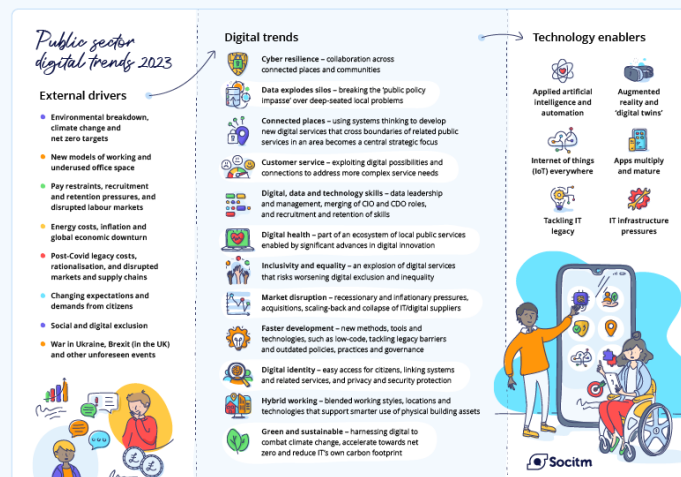 Public sector
digital trends 2023
External drivers
Environmental breakdown,
climate change and
net zero targets
New models of working and
underused office space
Pay restraints, recruitment
and retention pressures, and
disrupted labour markets
Energy costs, inflation and
global economic downturn
Post-Covid legacy costs,
rationalisation, and disrupted
markets and supply chains
Changing expectations and
demands from citizens
Social and digital exclusion
War in Ukraine, Brexit (in the UK)
and other unforeseen events
££
Digital trends
Cyber resilience – collaboration across
connected places and communities
Data explodes silos – breaking the 'public policy
impasse' over deep-seated local problems
Connected places – using systems thinking to develop
new digital services that cross boundaries of related public
services in an area becomes a central strategic focus
Customer service – exploiting digital possibilities and
connections to address more complex service needs
Digital, data and technology skills – data leadership
and management, merging of CIO and CDO roles,
and recruitment and retention of skills
Digital health – part of an ecosystem of local public services
enabled by significant advances in digital innovation
Inclusivity and equality – an explosion of digital services
that risks worsening digital exclusion and inequality
Market disruption – recessionary and inflationary pressures,
acquisitions, scaling-back and collapse of IT/digital suppliers
Faster development – new methods, tools and
technologies, such as low-code, tackling legacy barriers
and outdated policies, practices and governance
Digital identity – easy access for citizens, linking systems
and related services, and privacy and security protection
Hybrid working – blended working styles, locations and
technologies that support smarter use of physical building assets
Green and sustainable – harnessing digital to
combat climate change, accelerate towards net
zero and reduce IT's own carbon footprint
Technology enablers
Applied artificial
intelligence and
automation
Augmented
reality and
'digital twins'
Internet of things
(IoT) everywhere
Apps multiply
and mature
Tackling IT
legacy
IT infrastructure
pressures
Socitm